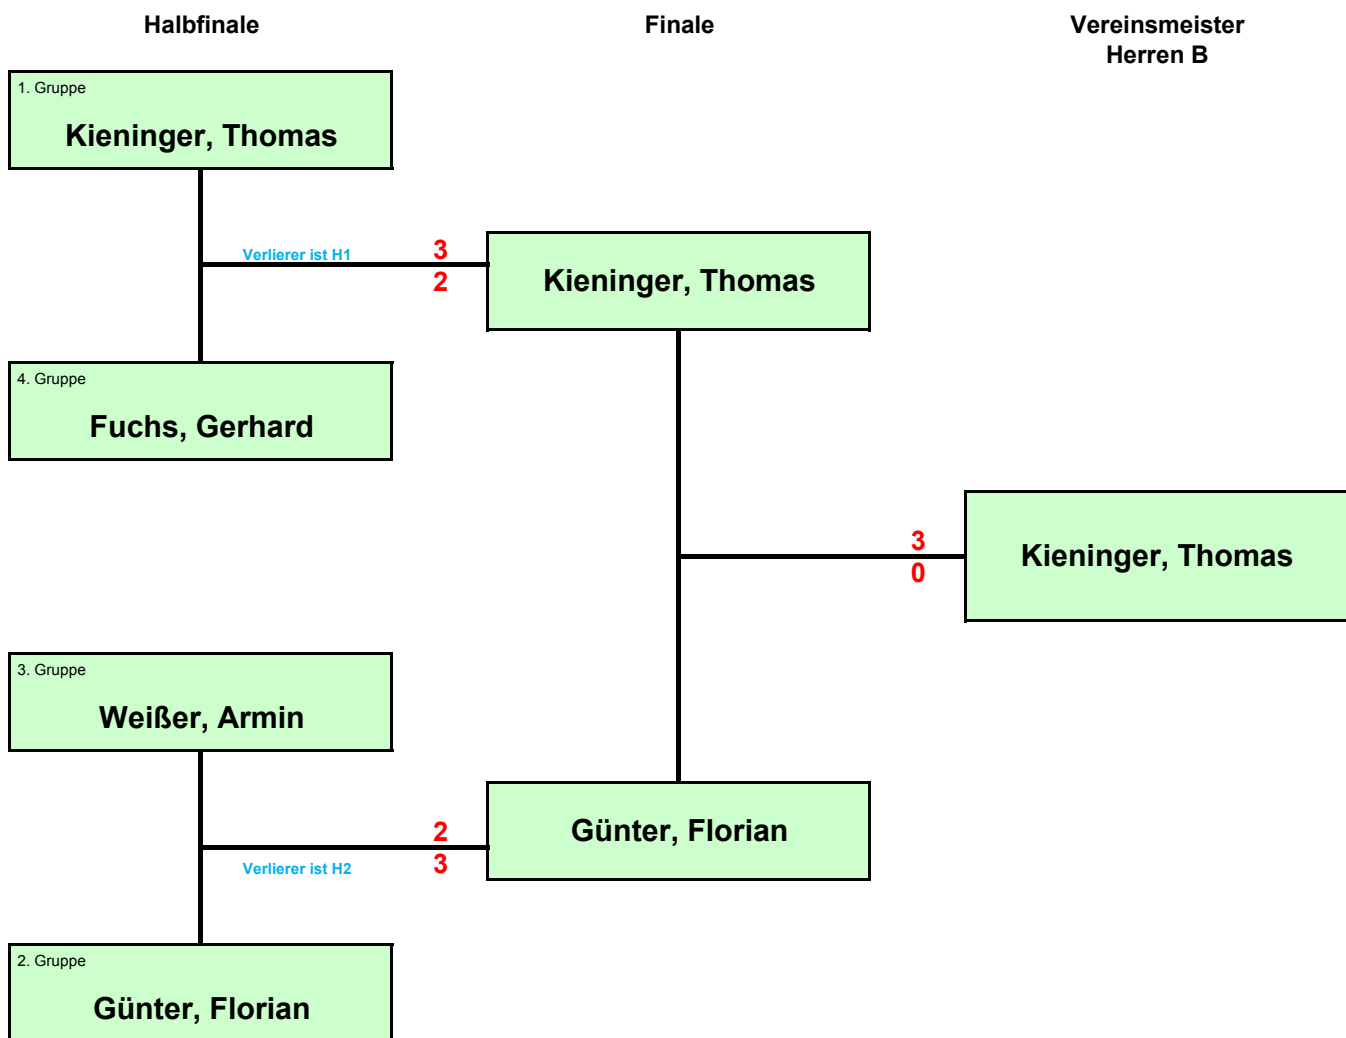 Halbfinale
Finale
Vereinsmeister
Herren B
1. Gruppe
Kieninger, Thomas
Verlierer ist H1
3
2
Kieninger, Thomas
4. Gruppe
Fuchs, Gerhard
3
0
Kieninger, Thomas
3. Gruppe
Weißer, Armin
2
3
Verlierer ist H2
Günter, Florian
2. Gruppe
Günter, Florian